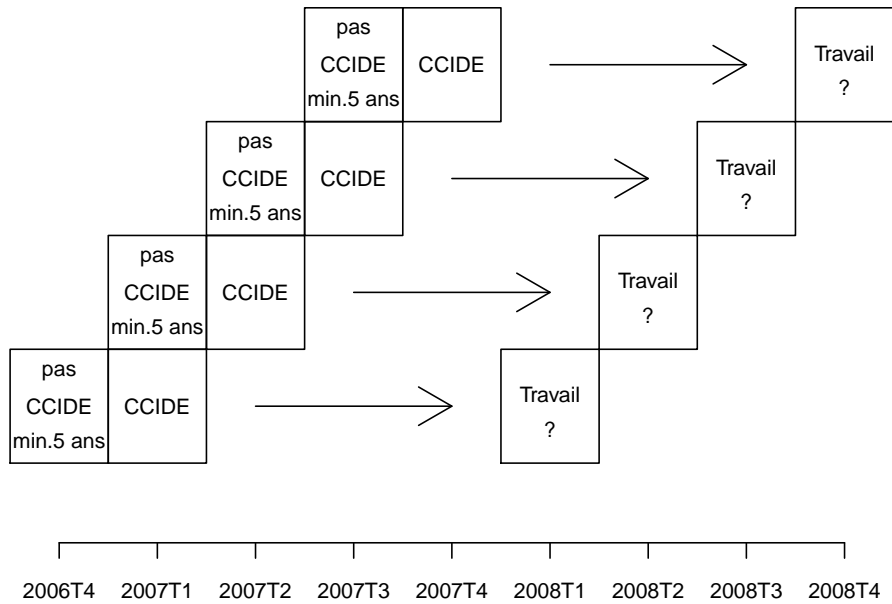 pas
CCIDE
min.5 ans
CCIDE
Travail
?
pas
CCIDE
min.5 ans
CCIDE
Travail
?
pas
CCIDE
min.5 ans
CCIDE
Travail
?
pas
CCIDE
min.5 ans
CCIDE
Travail
?
2006T4 2007T1 2007T2 2007T3 2007T4 2008T1 2008T2 2008T3 2008T4